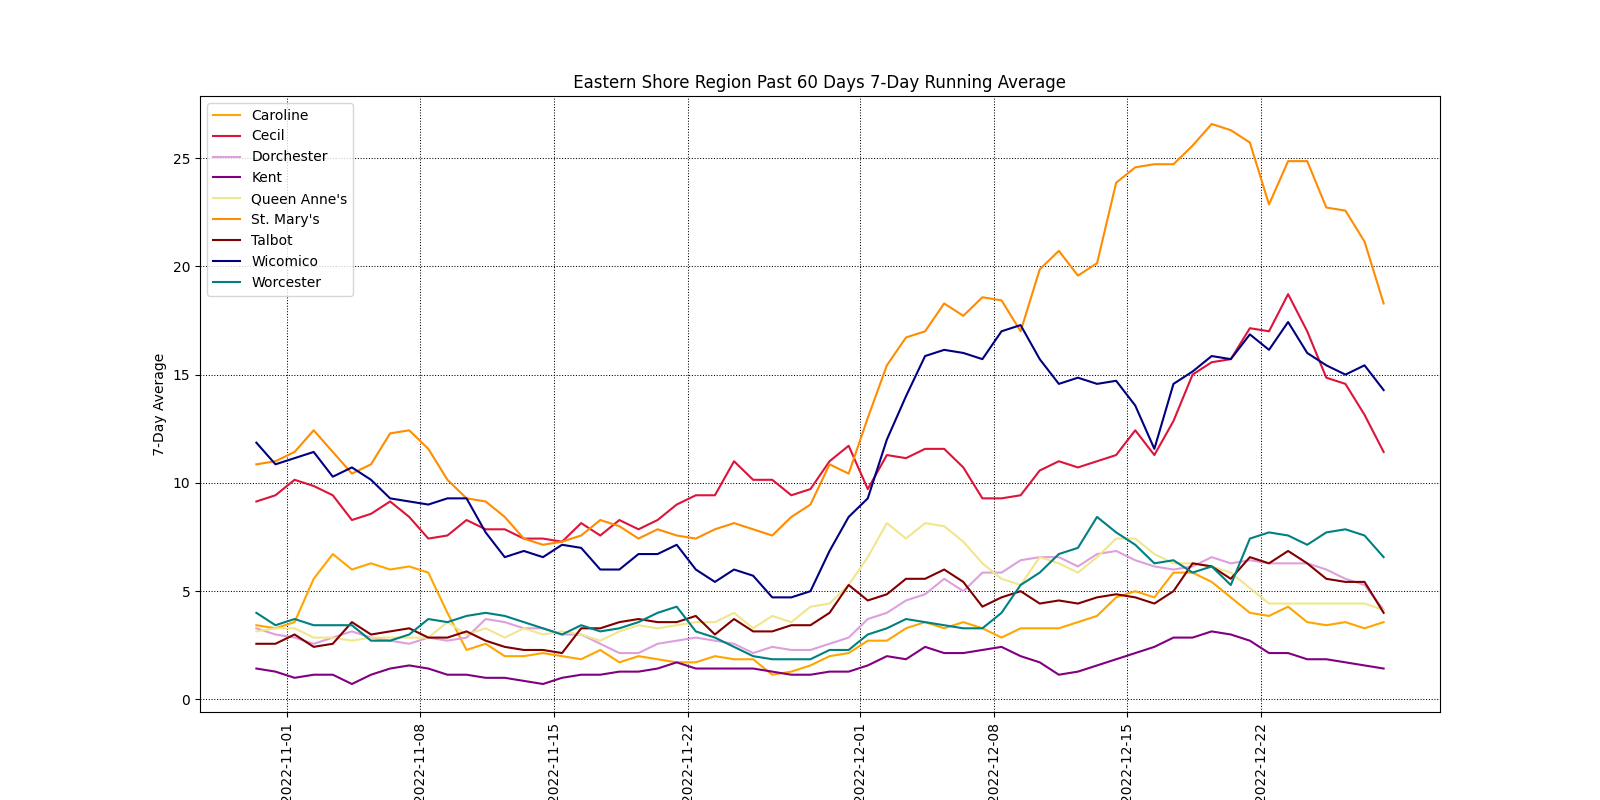 Eastern Shore Region Past 60 Days 7-Day Running Average
Caroline
Cecil
Dorchester
Kent
Queen Anne's
St. Mary's
Talbot
Wicomico
Worcester
7-Day Average
25
20
15
10
5
0
2022-11-01
2022-11-08
2022-11-15
2022-11-22
2022-12-01
2022-12-08
2022-12-15
2022-12-22